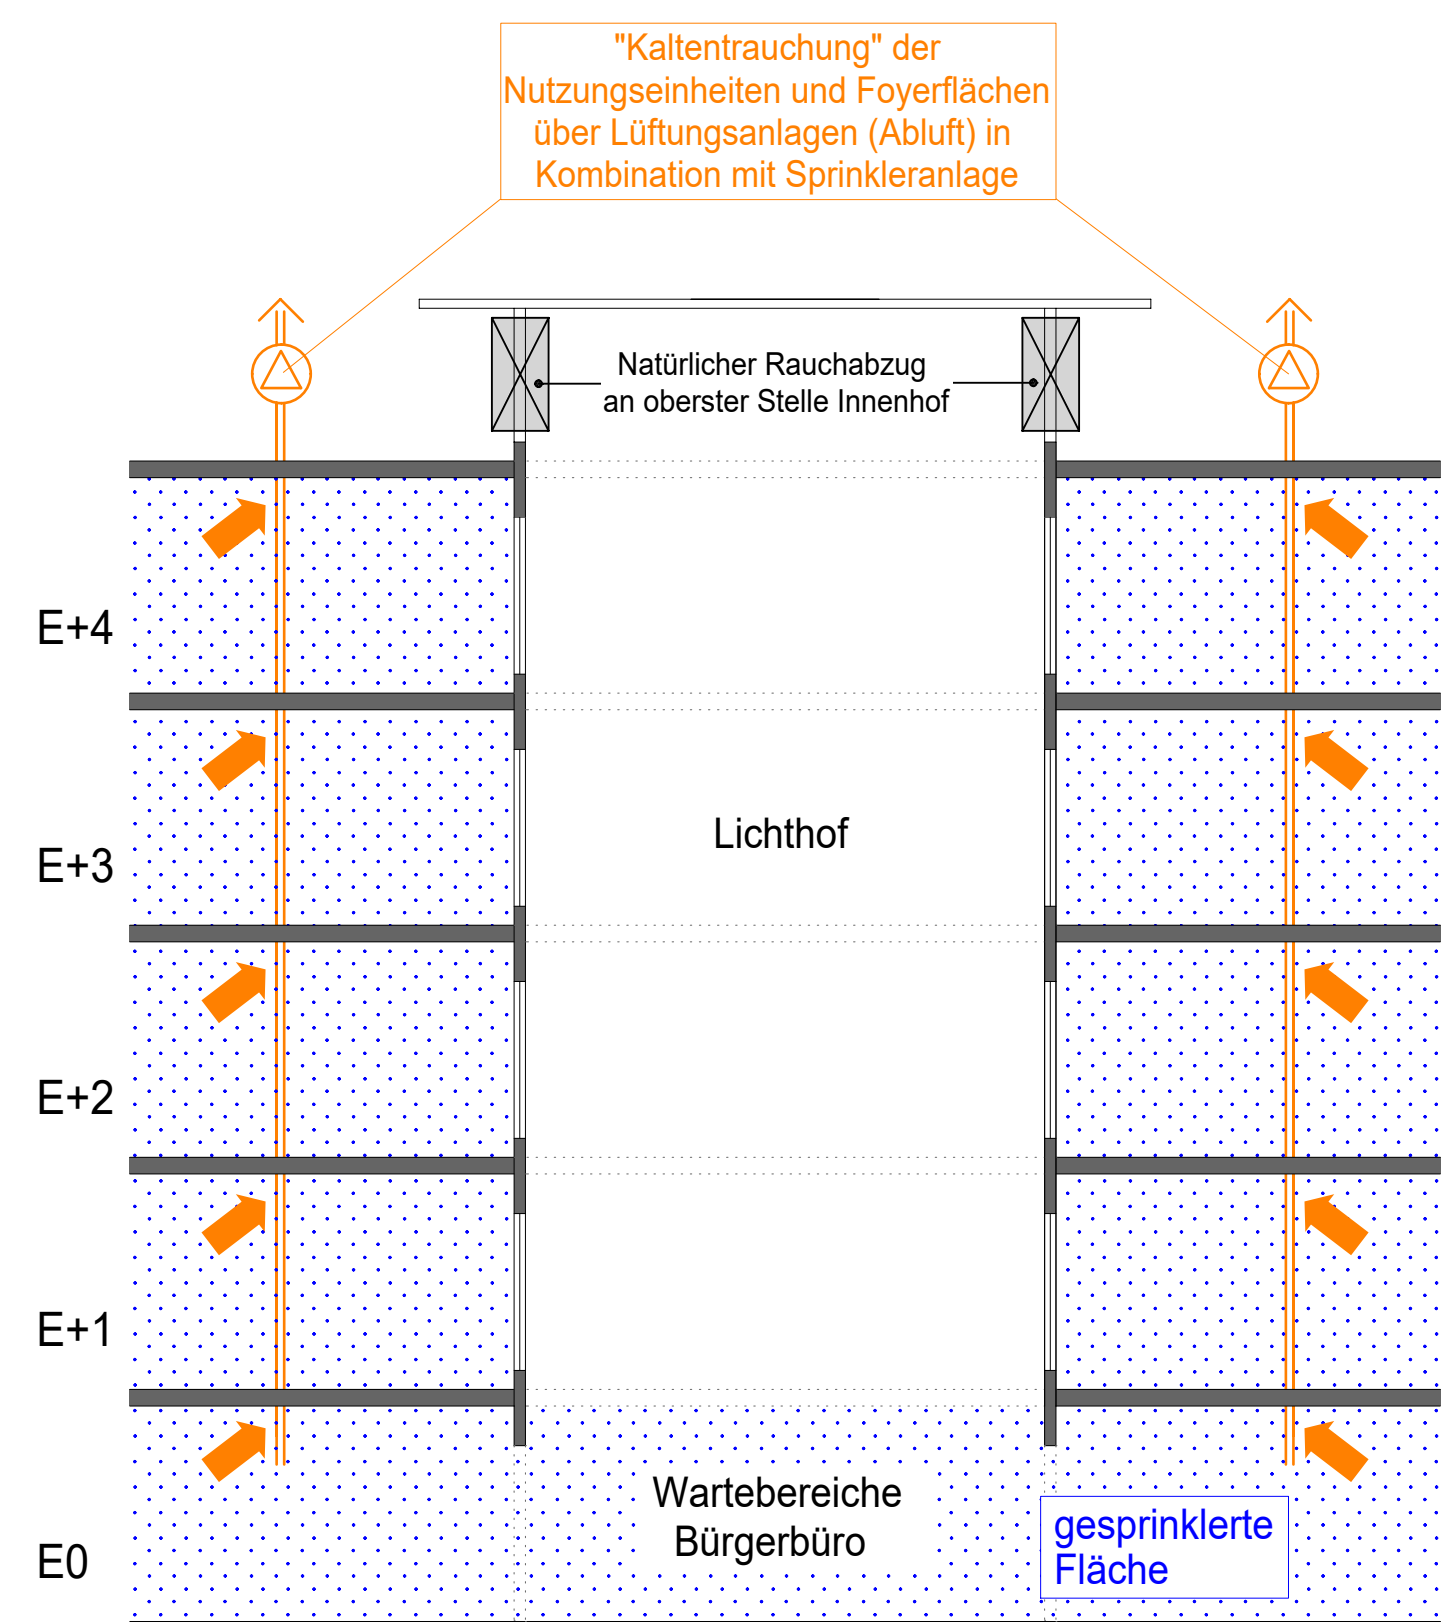 "Kaltentrauchung" der
Nutzungseinheiten und Foyerflächen
über Lüftungsanlagen (Abluft) in
Kombination mit Sprinkleranlage
Natürlicher Rauchabzug
an oberster Stelle Innenhof
E+4
Lichthof
E+3
E+2
E+1
Wartebereiche
Bürgerbüro
gesprinklerte
Fläche
E0